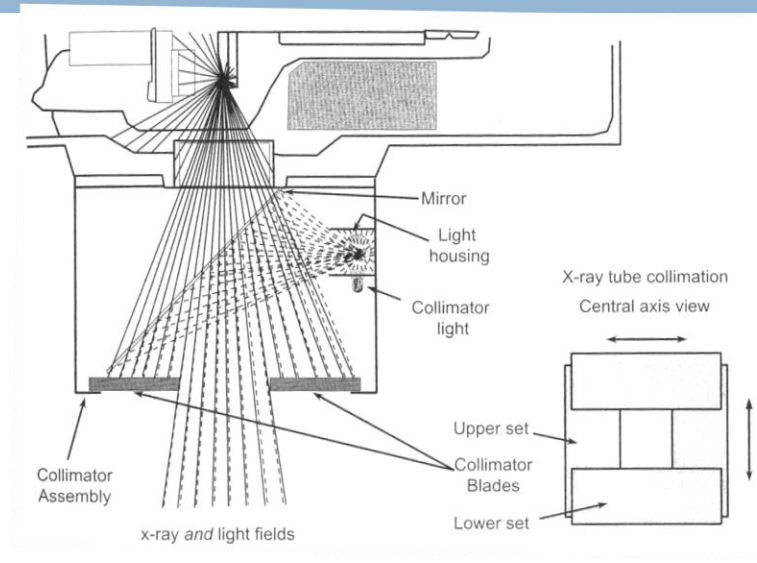 Mirror
Light
housing
Collimator
light
X-ray tube collimation
Central axis view
Upper set
Collimator
Blades
Lower set
Collimator
Assembly
x-ray and light fields